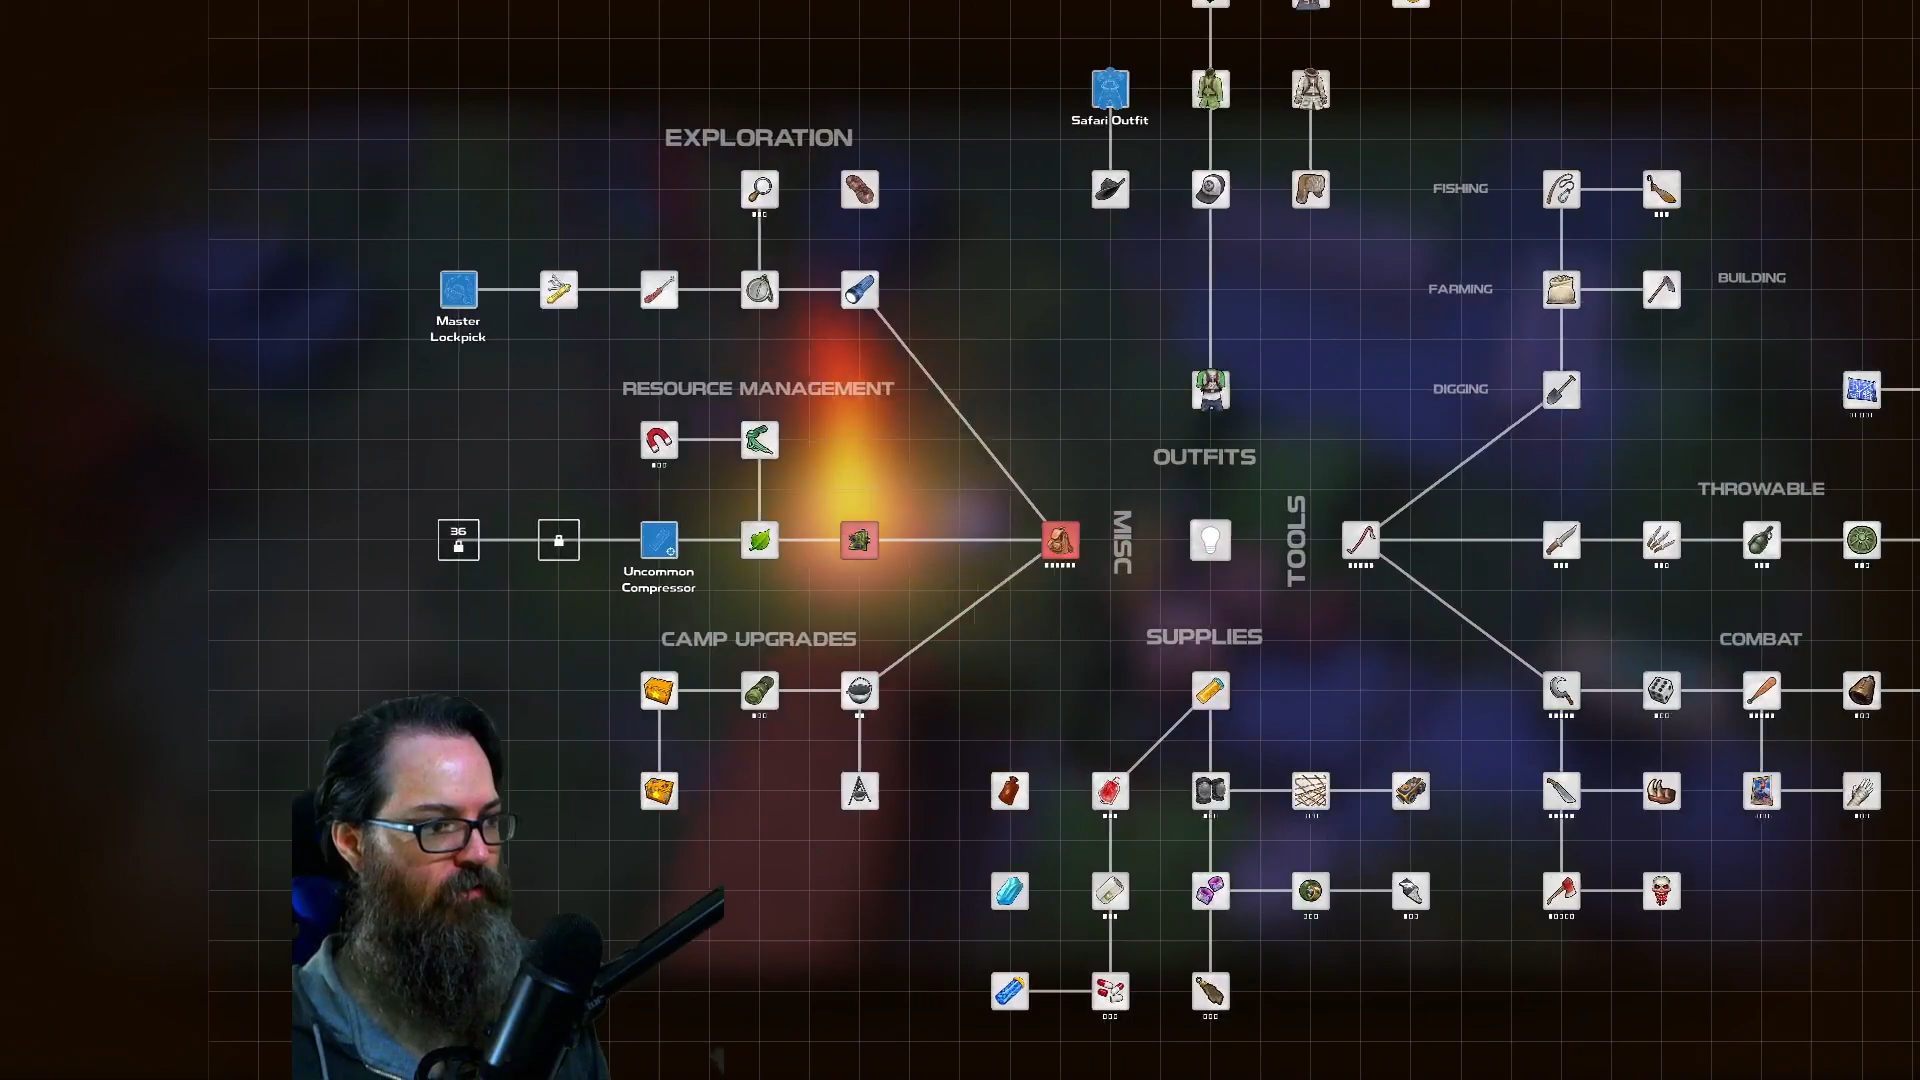 Safari Outfit
EXPLORATION
FISHING
FARMING
BUILDING
Master
Lockpick
RESOURCE MANAGEMENT
DIGGING
OUTFITS
THROWABLE
MISC
TOOLS
36
Uncommon
Compressor
CAMP UPGRADES
SUPPLIES
COMBAT